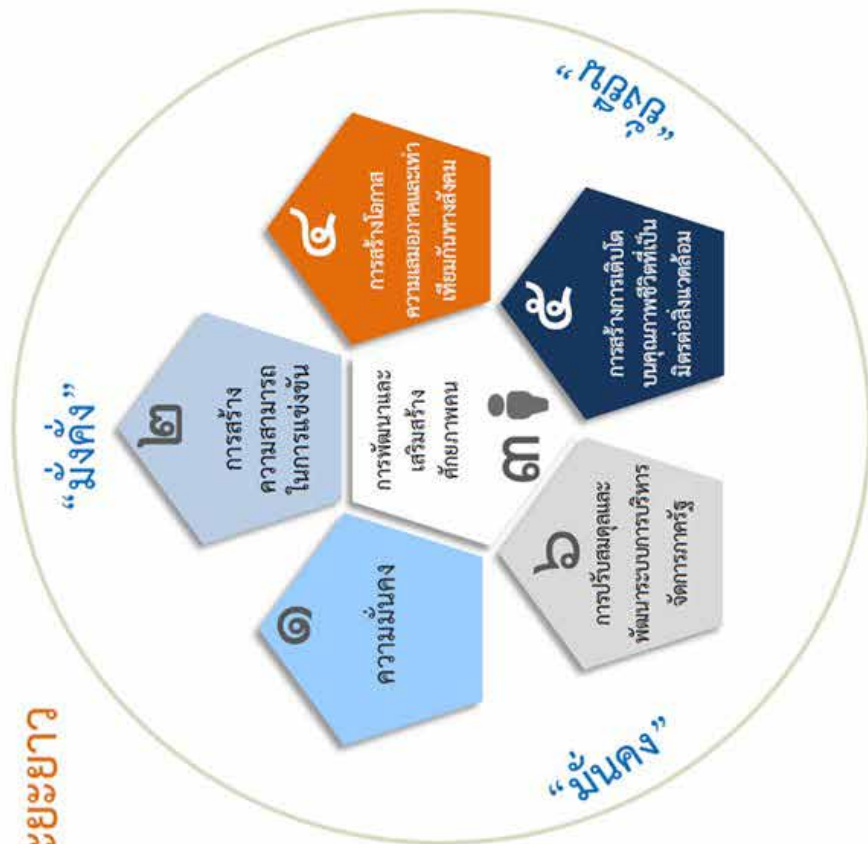 ะยะยาว
“มั่งคั่ง”
๒
การสร้าง
ความสามารถ
ในการแข่งขัน
๑
ความมั่นคง
๔
การสร้างโอกาส
ความเสมอภาคและเท่า
เทียมกันทางสังคม
การพัฒนาและ
เสริมสร้าง
ศักยภาพคน
๓
๖
การปรับสมดุลและ
พัฒนาระบบการบริหาร
จัดการภาครัฐ
๕
การสร้างการเติบโต
บนคุณภาพชีวิตที่เป็น
มิตรต่อสิ่งแวดล้อม
“มั่นคง”
“ยั่งยืน”